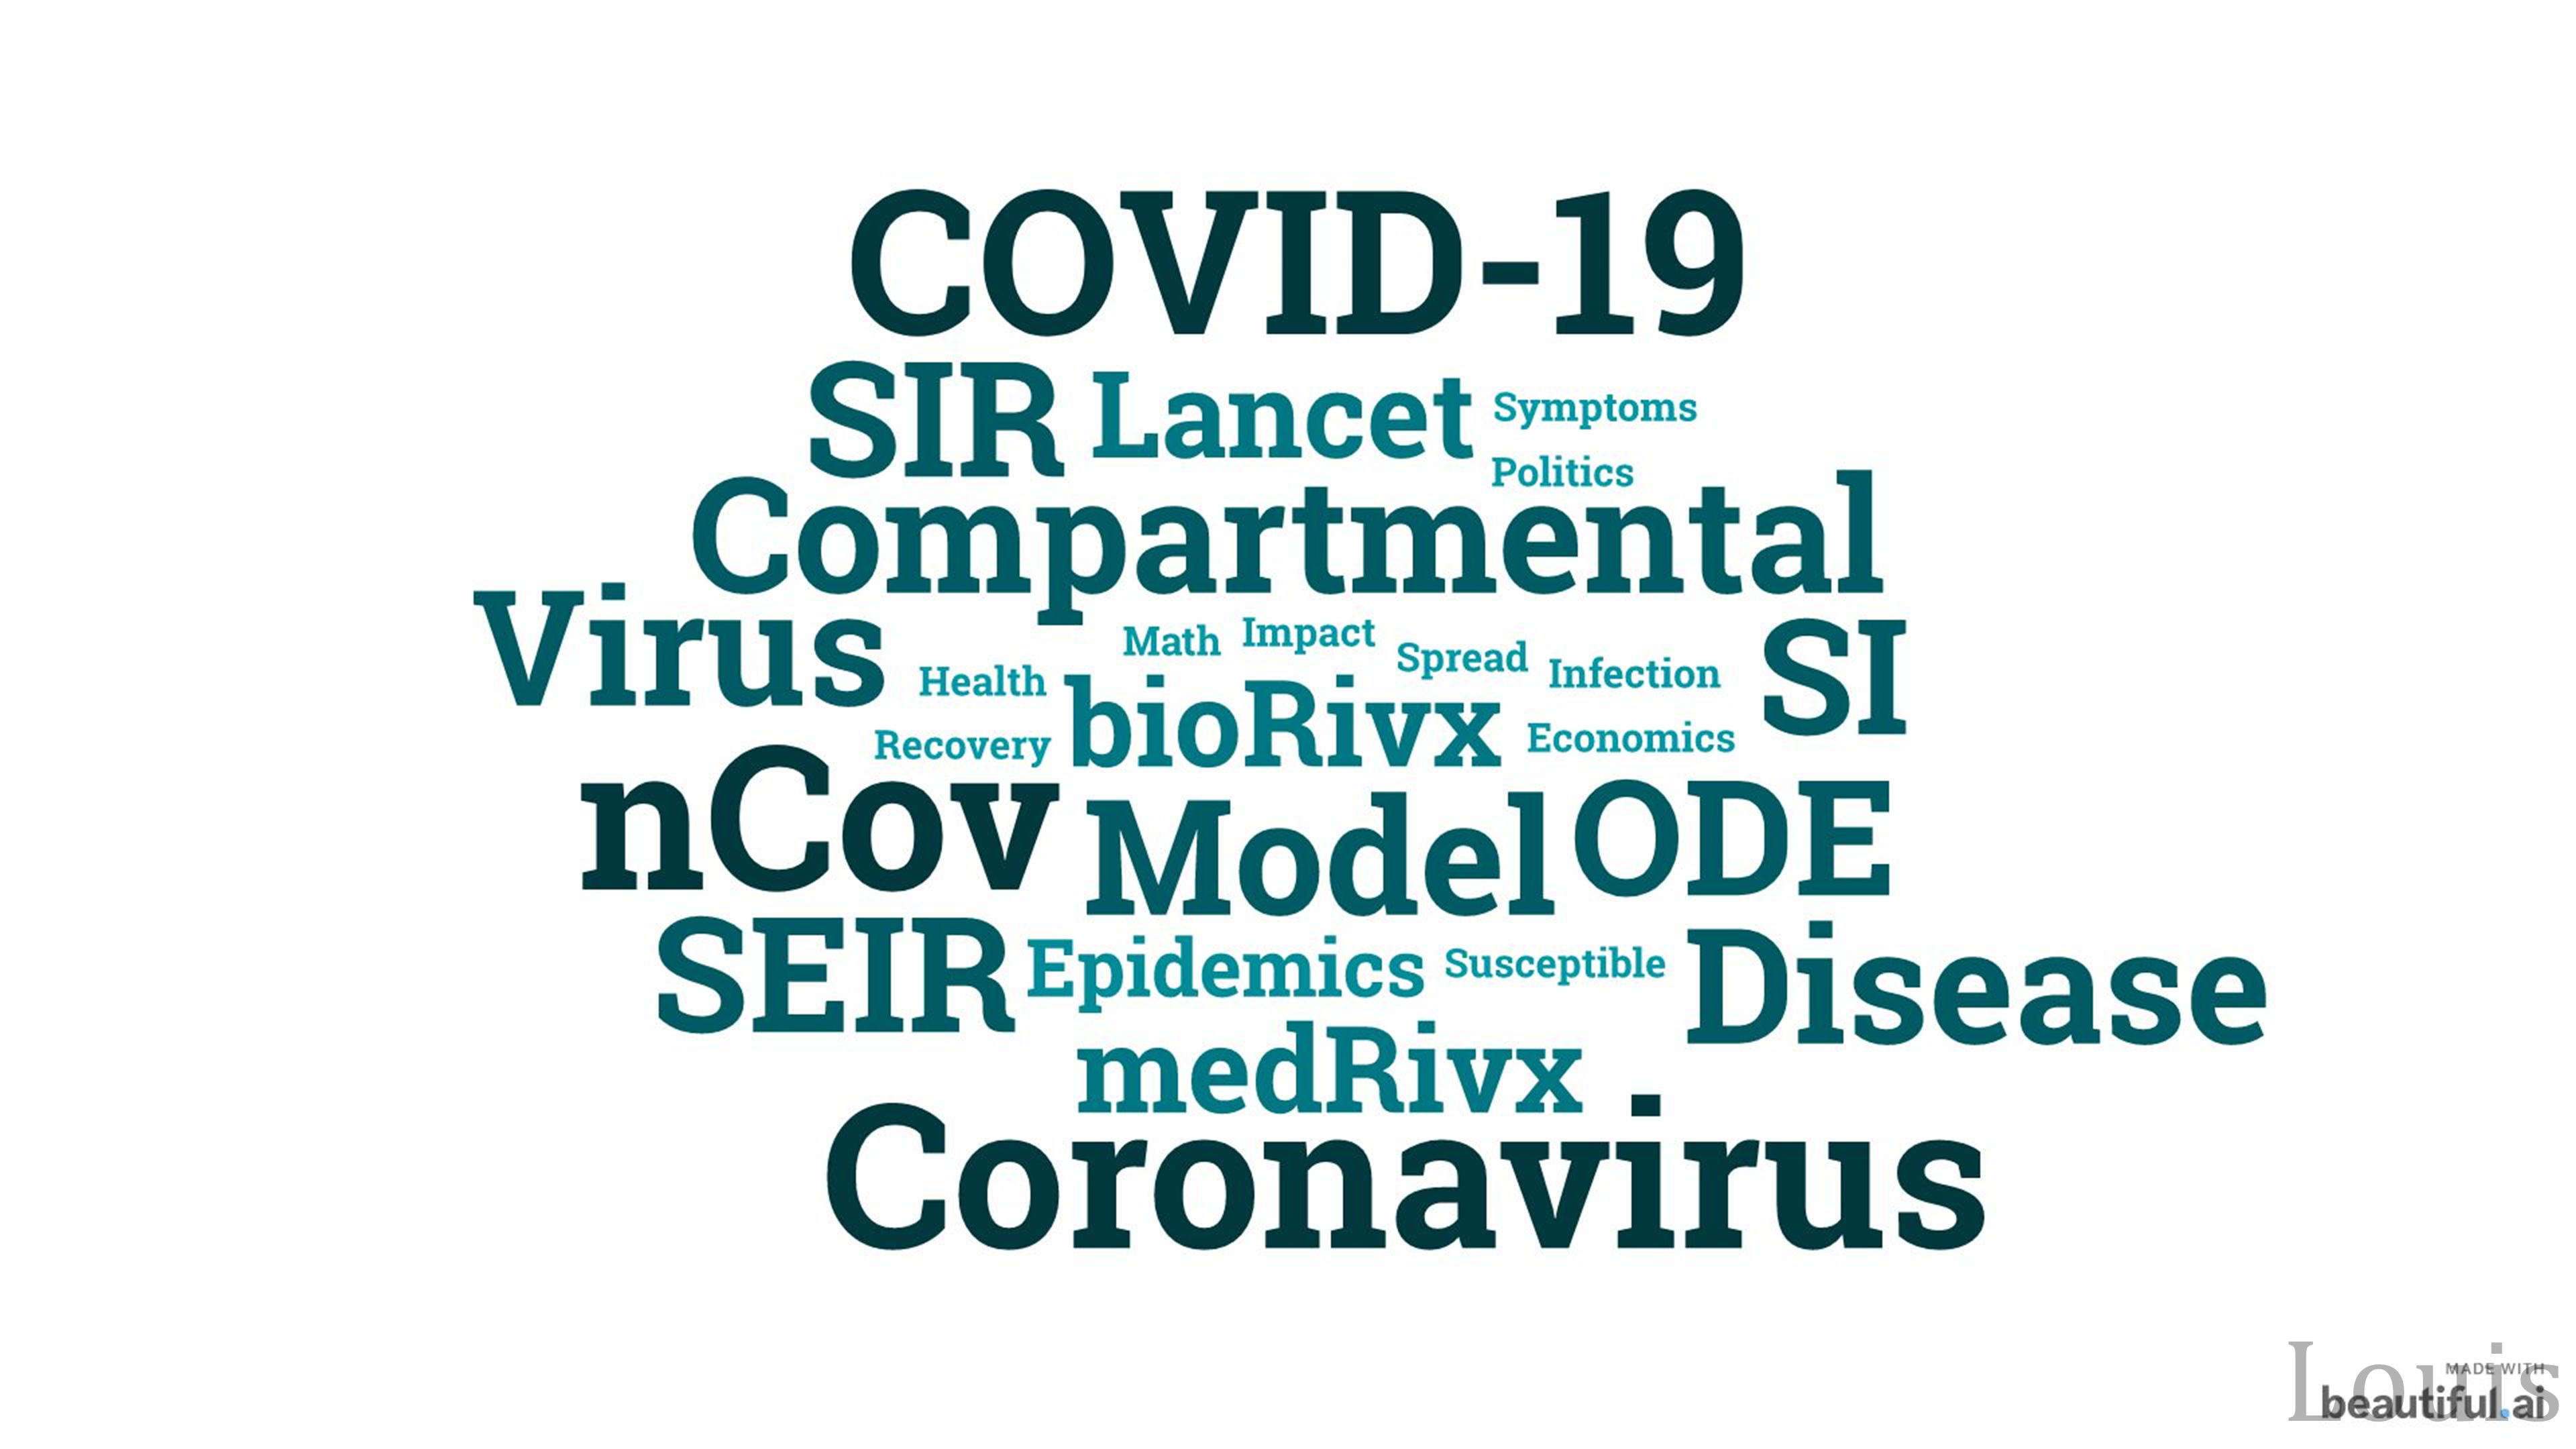 COVID-19
SIR Lancet Symptoms
Politics
Compartmental
Virus Math Impact Spread Infection SI
Health bioRivx Economics
Recovery
nCov Model ODE
SEIR Epidemics Susceptible Disease
medRivx
Coronavirus
Louis
MADE WITH
beautiful.ai